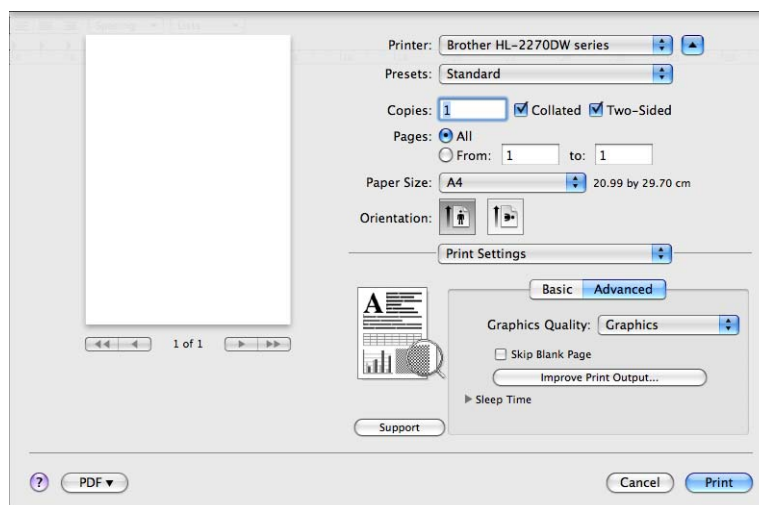 Spacing Lists
Printer: Brother HL-2270DW series
Presets: Standard
Copies: 1 Collated Two-Sided
Pages: All
From: 1 to: 1
Paper Size: A4 20.99 by 29.70 cm
Orientation:
Print Settings
Basic Advanced
A
Graphics Quality: Graphics
Skip Blank Page
Improve Print Output...
Sleep Time
1 of 1
Support
? PDF ▾ Cancel Print